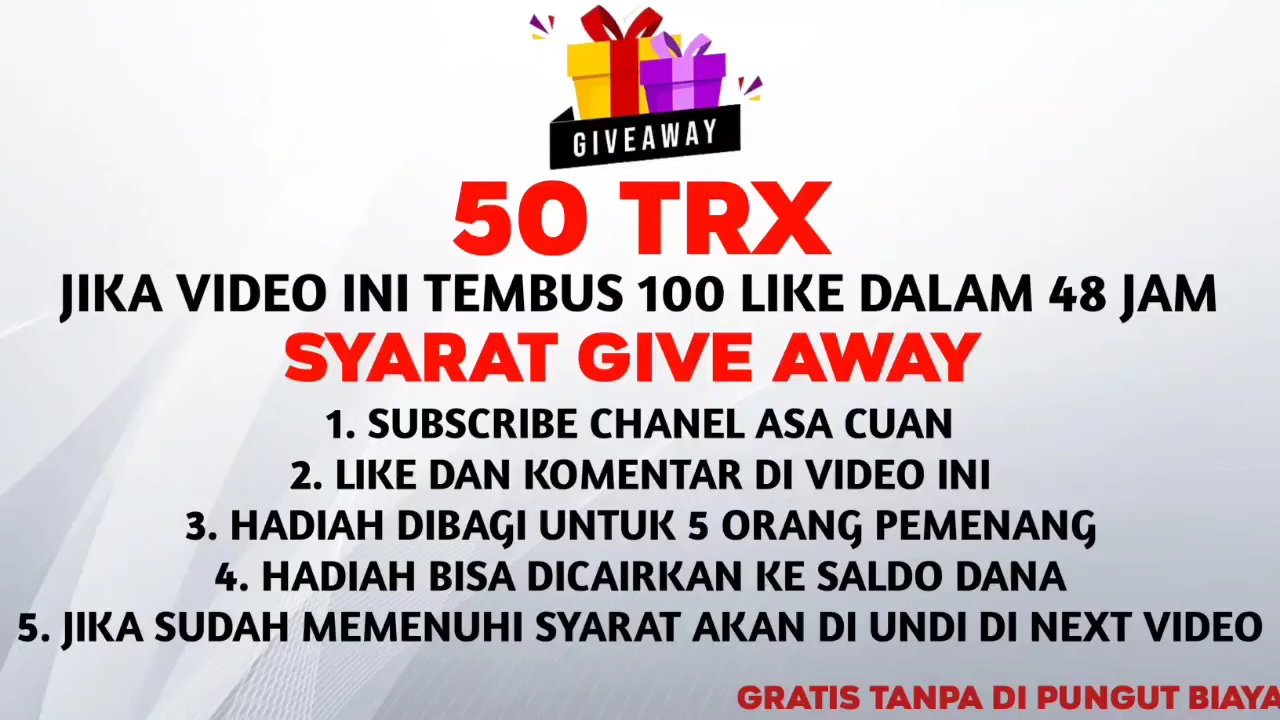 GIVEAWAY
50 TRX
JIKA VIDEO INI TEMBUS 100 LIKE DALAM 48 JAM
SYARAT GIVE AWAY
1. SUBSCRIBE CHANEL ASA CUAN
2. LIKE DAN KOMENTAR DI VIDEO INI
3. HADIAH DIBAGI UNTUK 5 ORANG PEMENANG
4. HADIAH BISA DICAIRKAN KE SALDO DANA
5. JIKA SUDAH MEMENUHI SYARAT AKAN DI UNDI DI NEXT VIDEO
GRATIS TANPA DI PUNGUT BIAYA